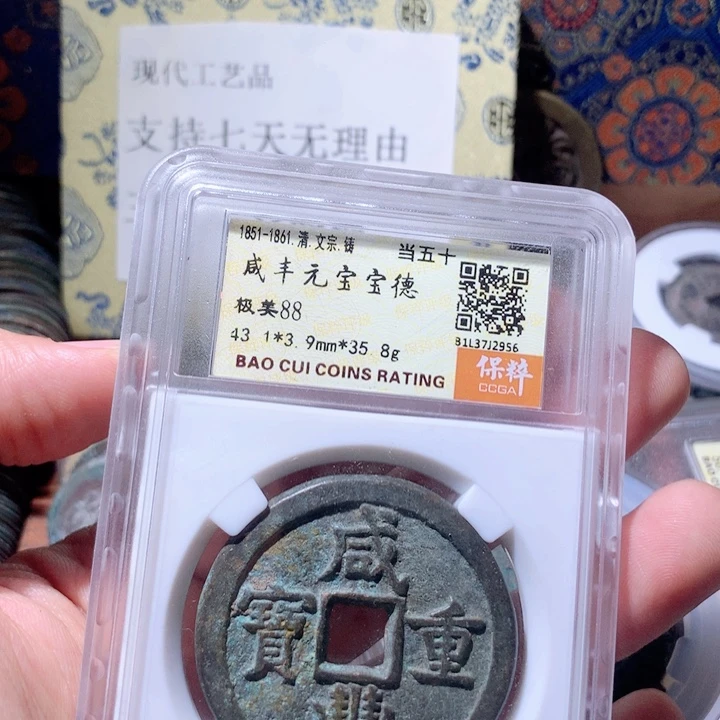 现代工艺品
支持七天无理由
1851-1861.清.文宗.铸
当五十
咸丰元宝宝德
极美88
43.1*3.9mm*35.8g
B1L37J2956
BAO CUI COINS RATING
保粹
CCGA
咸
寶 重
豐